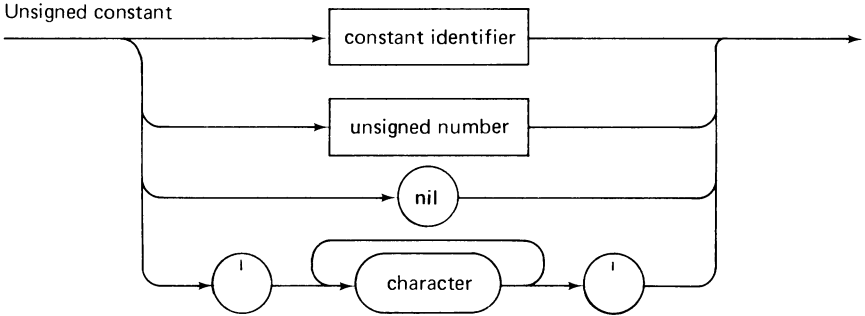 Unsigned constant
constant identifier
unsigned number
nil
' character '